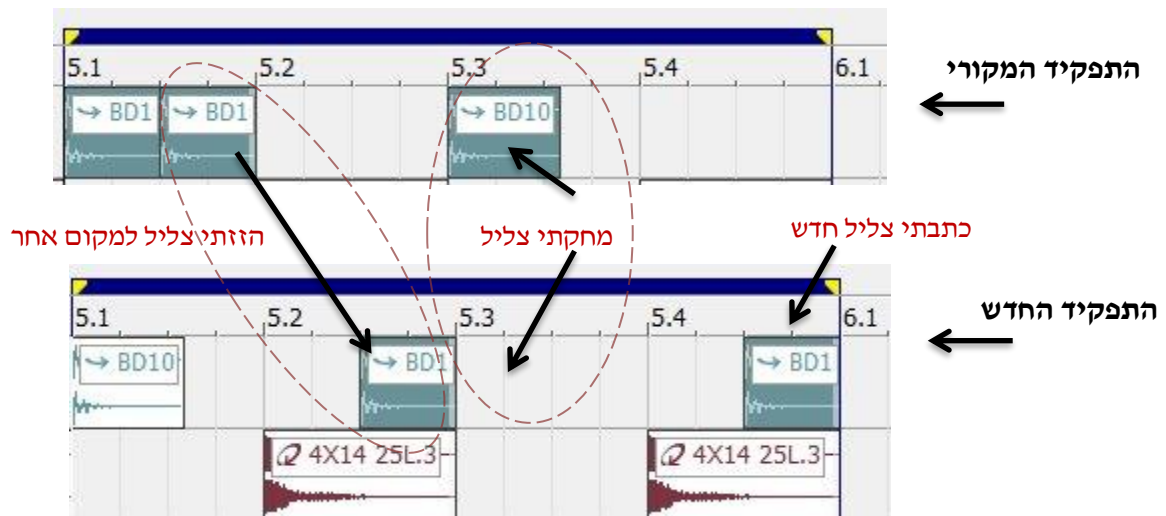 5.1 5.2 5.3 5.4 6.1
התפקיד המקורי
BD1 BD1 BD10
הזזתי צליל למקום אחר
מחקתי צליל
כתבתי צליל חדש
התפקיד החדש
5.1 5.2 5.3 5.4 6.1
BD10 BD1 BD1
4X14 25L.3 4X14 25L.3